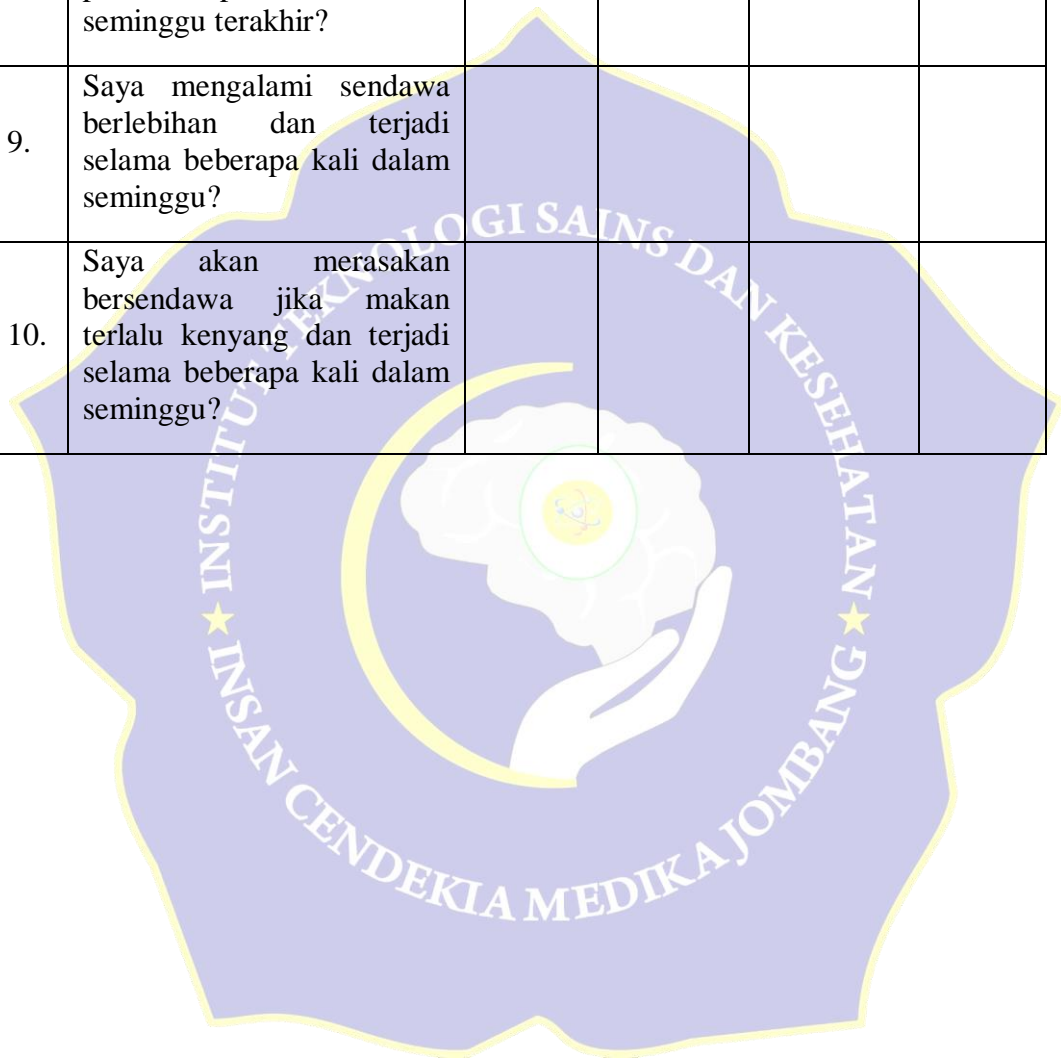 seminggu terakhir?
9.
Saya mengalami sendawa
berlebihan dan terjadi
selama beberapa kali dalam
seminggu?
10.
Saya akan merasakan
bersendawa jika makan
terlalu kenyang dan terjadi
selama beberapa kali dalam
seminggu?
INSTITUT TEKNOLOGI SAINS DAN KESEHATAN
INSAN CENDEKIA MEDIKA JOMBANG